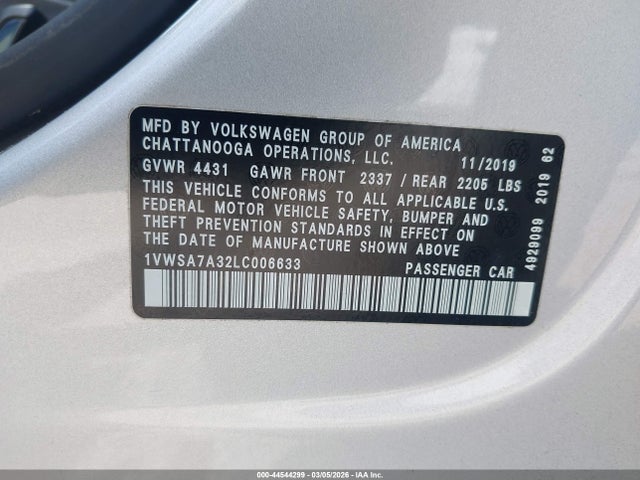 MFD BY VOLKSWAGEN GROUP OF AMERICA
CHATTANOOGA OPERATIONS, LLC. 11/2019
GVWR 4431 GAWR FRONT 2337 / REAR 2205 LBS
THIS VEHICLE CONFORMS TO ALL APPLICABLE U.S.
FEDERAL MOTOR VEHICLE SAFETY, BUMPER AND
THEFT PREVENTION STANDARDS IN EFFECT ON
THE DATE OF MANUFACTURE SHOWN ABOVE
1VWSA7A32LC006633 PASSENGER CAR
4929099 2019 62
000-44544299 | 03/05/2026 | IAA Inc.